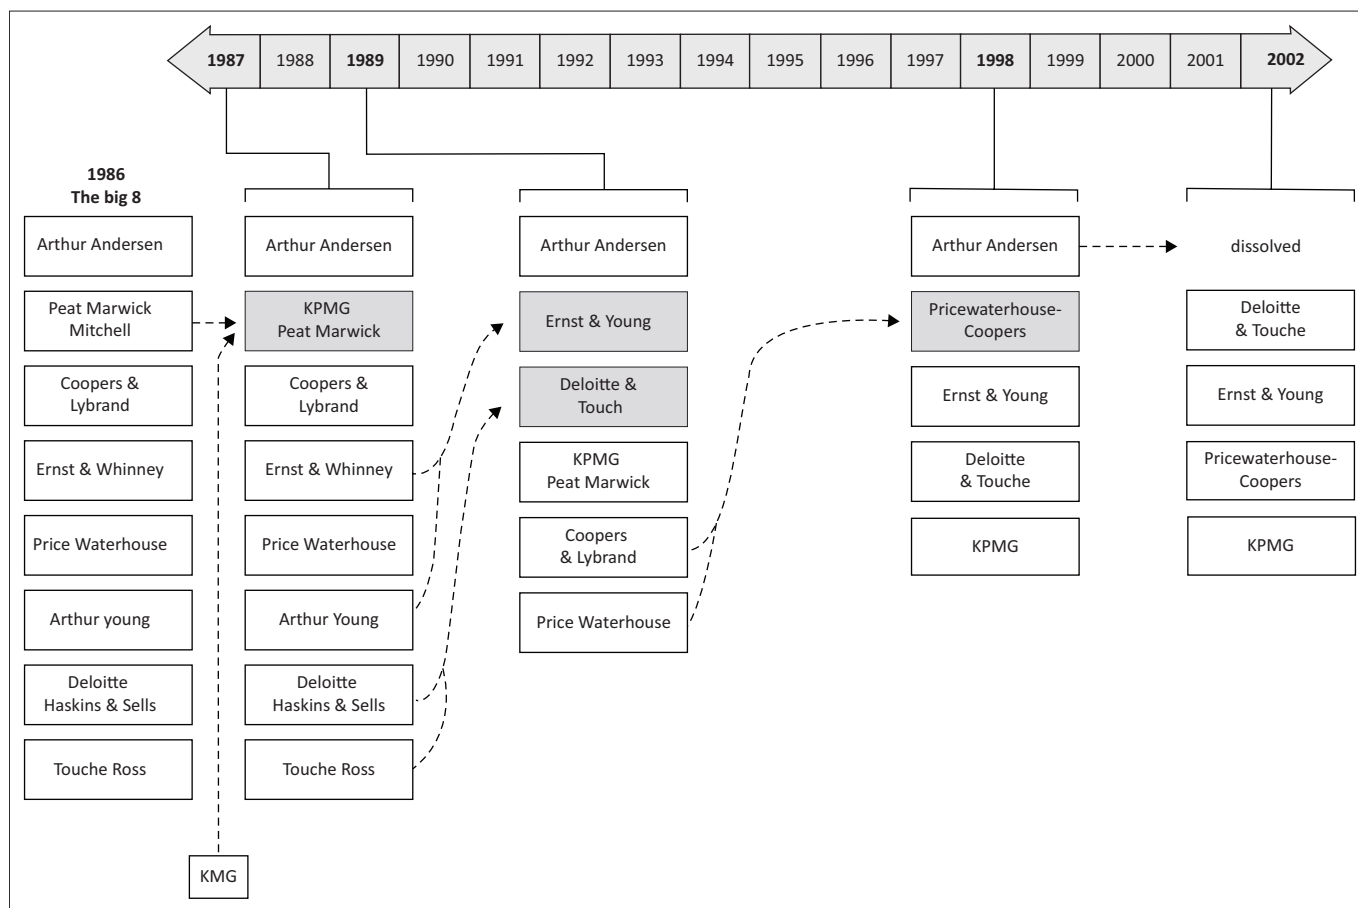 1987 1988 1989 1990 1991 1992 1993 1994 1995 1996 1997 1998 1999 2000 2001 2002
1986
The big 8
Arthur Andersen
Peat Marwick
Mitchell
Coopers &
Lybrand
Ernst & Whinney
Price Waterhouse
Arthur young
Deloitte
Haskins & Sells
Touche Ross
KMG
Arthur Andersen
KPMG
Peat Marwick
Coopers &
Lybrand
Ernst & Whinney
Price Waterhouse
Arthur Young
Deloitte
Haskins & Sells
Touche Ross
Arthur Andersen
Ernst & Young
Deloitte &
Touch
KPMG
Peat Marwick
Coopers
& Lybrand
Price Waterhouse
Arthur Andersen
Pricewaterhouse-
Coopers
Ernst & Young
Deloitte
& Touche
KPMG
dissolved
Deloitte
& Touche
Ernst & Young
Pricewaterhouse-
Coopers
KPMG